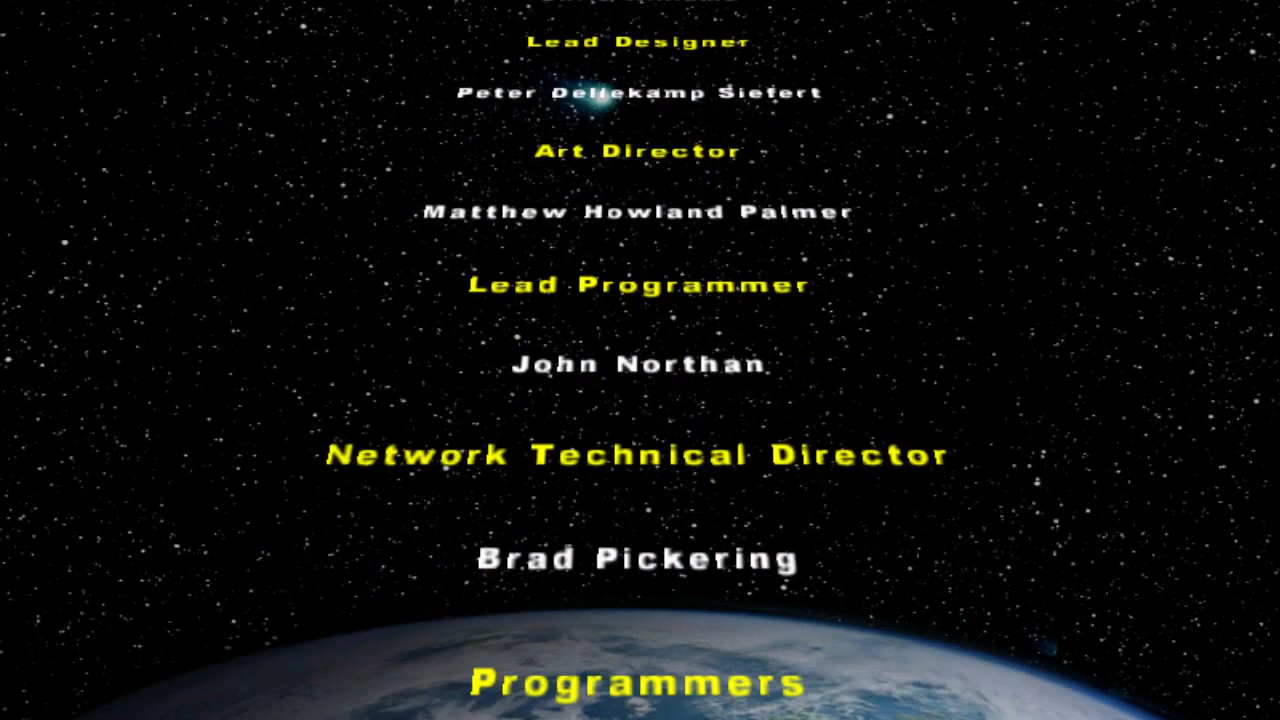 Lead Designer
Peter Dellekamp Siefert
Art Director
Matthew Howland Palmer
Lead Programmer
John Northan
Network Technical Director
Brad Pickering
Programmers